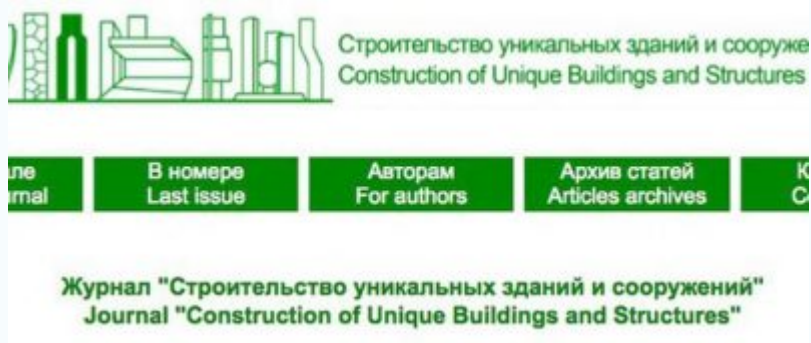 Строительство уникальных зданий и
Construction of Unique Buildings and Structures
В номере
Last issue
Авторам
For authors
Архив статей
Articles archives
Журнал "Строительство уникальных зданий и сооружений"
Journal "Construction of Unique Buildings and Structures"